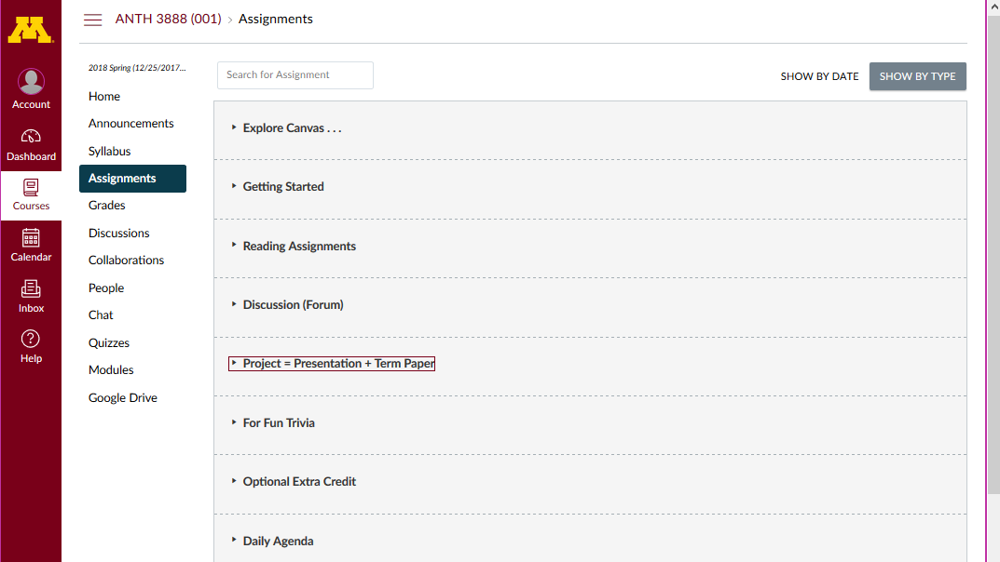 ANTH 3888 (001) › Assignments
Account
Dashboard
Courses
Calendar
Inbox
Help
2018 Spring (12/25/2017...
Home
Announcements
Syllabus
Assignments
Grades
Discussions
Collaborations
People
Chat
Quizzes
Modules
Google Drive
Search for Assignment
SHOW BY DATE
SHOW BY TYPE
Explore Canvas . . .
Getting Started
Reading Assignments
Discussion (Forum)
Project = Presentation + Term Paper
For Fun Trivia
Optional Extra Credit
Daily Agenda